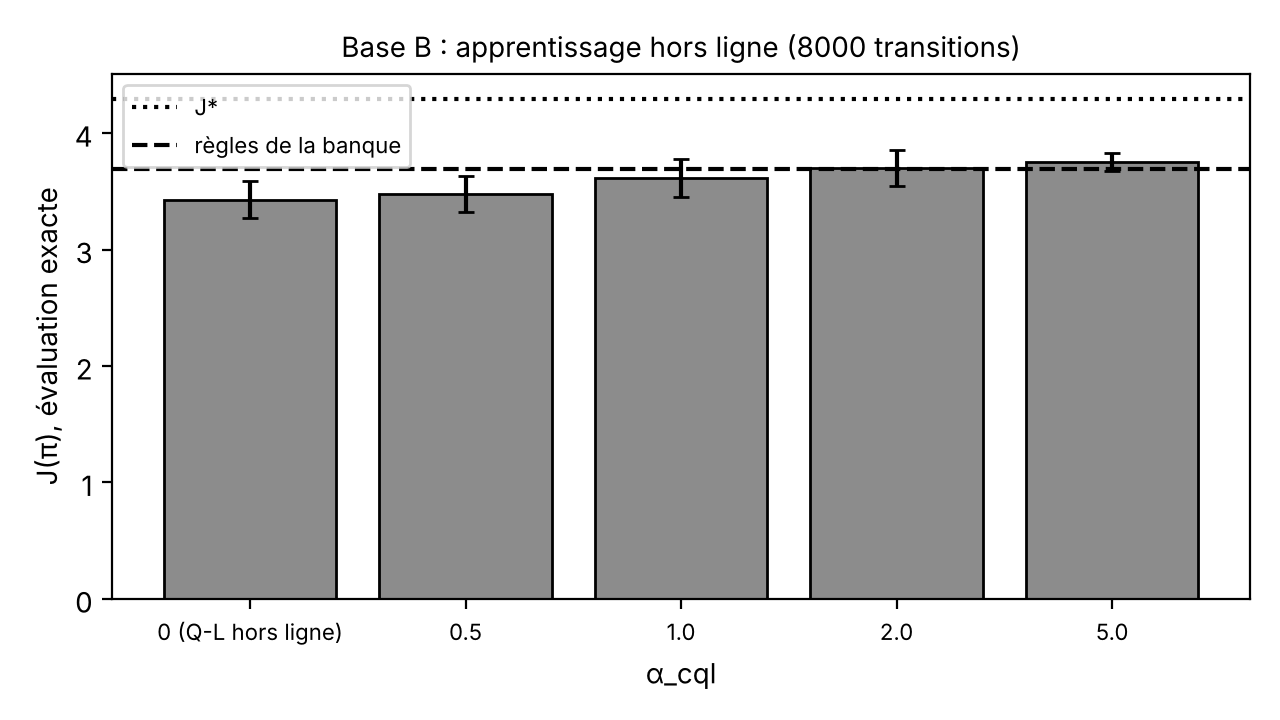 Base B : apprentissage hors ligne (8000 transitions)
J*
règles de la banque
J(π), évaluation exacte
4
3
2
1
0
0 (Q-L hors ligne)
0.5
1.0
2.0
5.0
α_cql